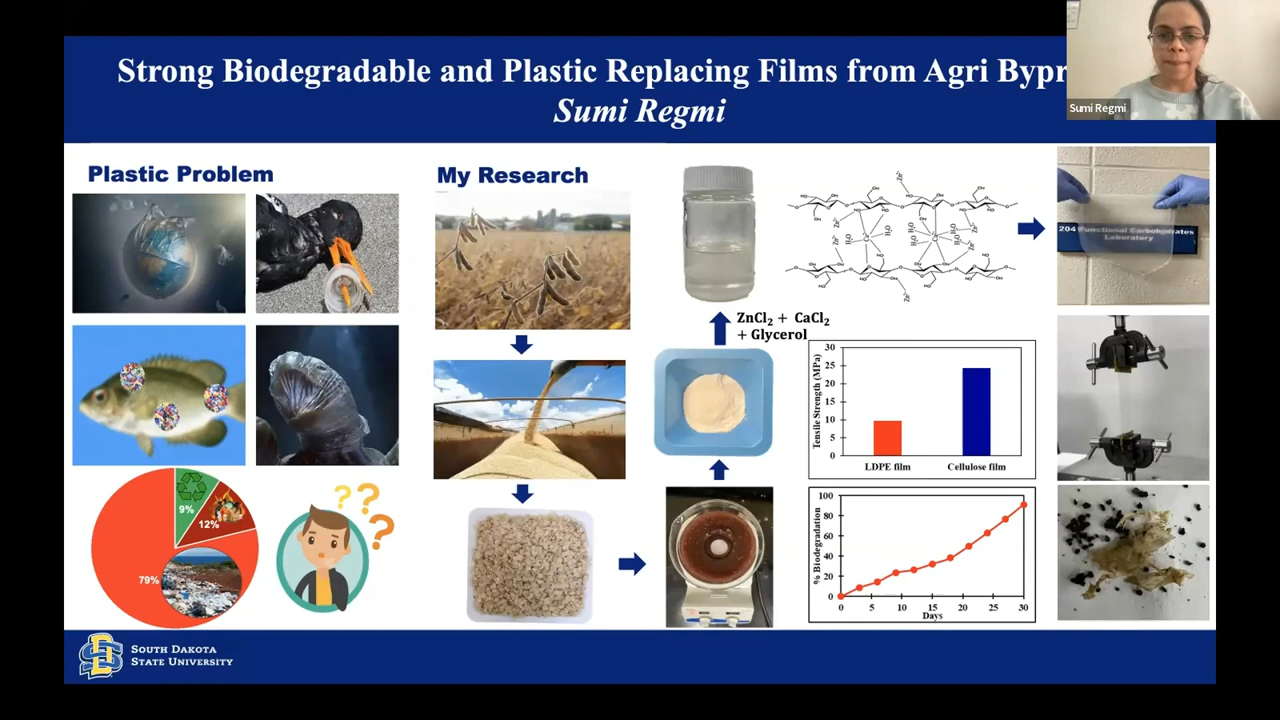 Strong Biodegradable and Plastic Replacing Films from Agri Bypr
Sumi Regmi
Sumi Regmi
Plastic Problem
My Research
9%
12%
79%
? ? ?
ZnCl₂ + CaCl₂
+ Glycerol
204 Functional Carbohydrates
Laboratory
Tensile Strength (MPa)
30
25
20
15
10
5
0
LDPE film
Cellulose film
% Biodegradation
100
80
60
40
20
0
0
5
10
15
20
25
30
Days
SOUTH DAKOTA
STATE UNIVERSITY